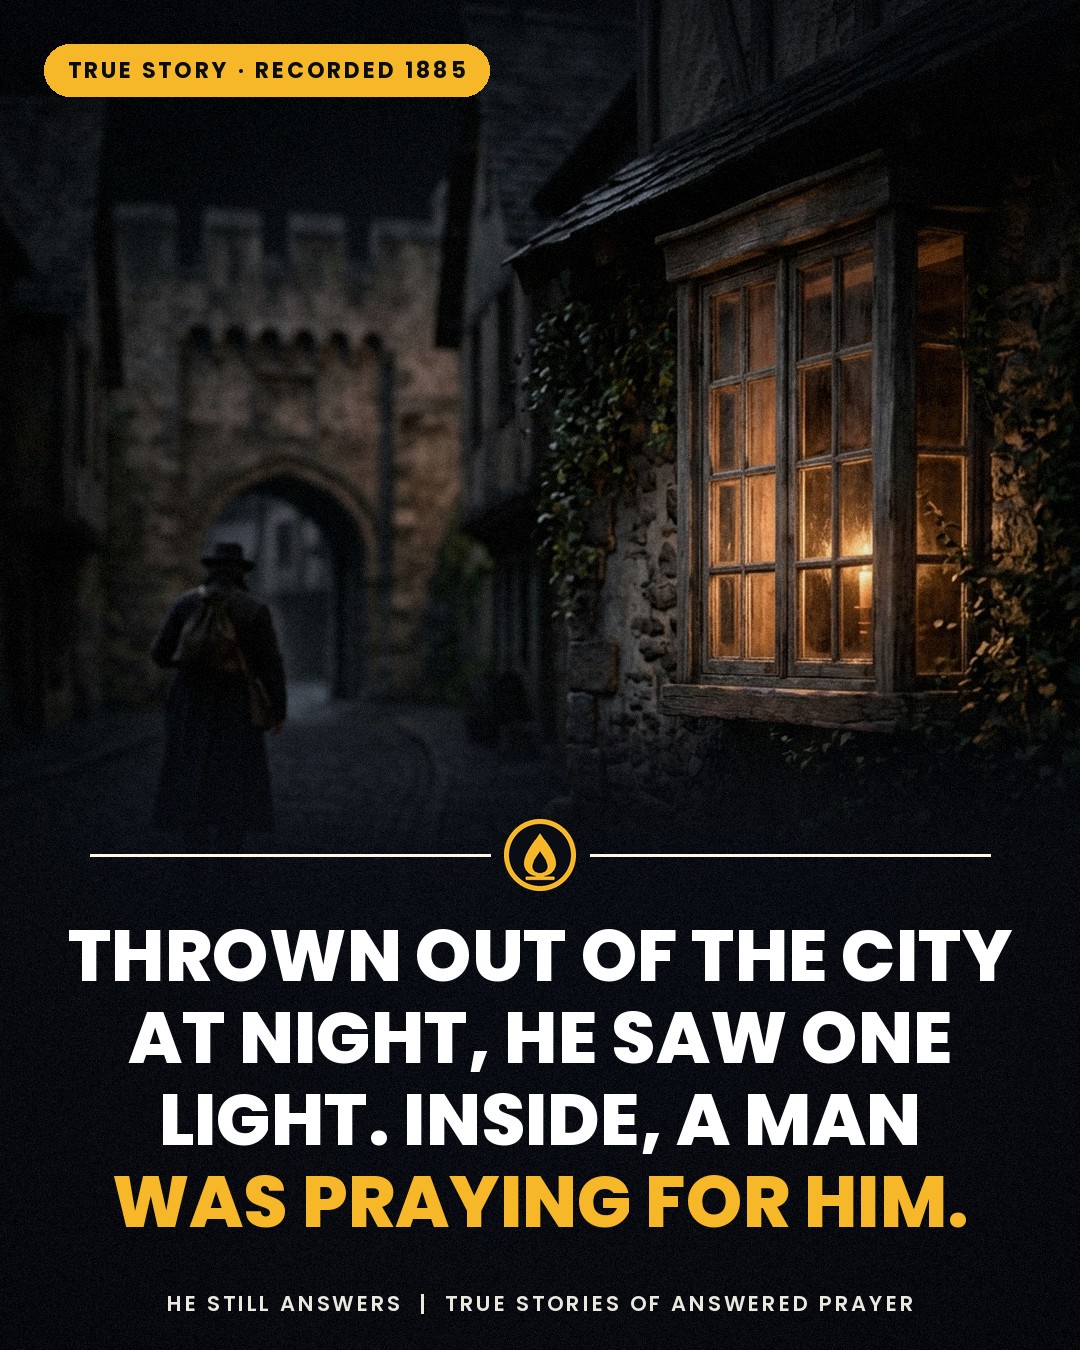 TRUE STORY · RECORDED 1885
THROWN OUT OF THE CITY
AT NIGHT, HE SAW ONE
LIGHT. INSIDE, A MAN
WAS PRAYING FOR HIM.
HE STILL ANSWERS | TRUE STORIES OF ANSWERED PRAYER